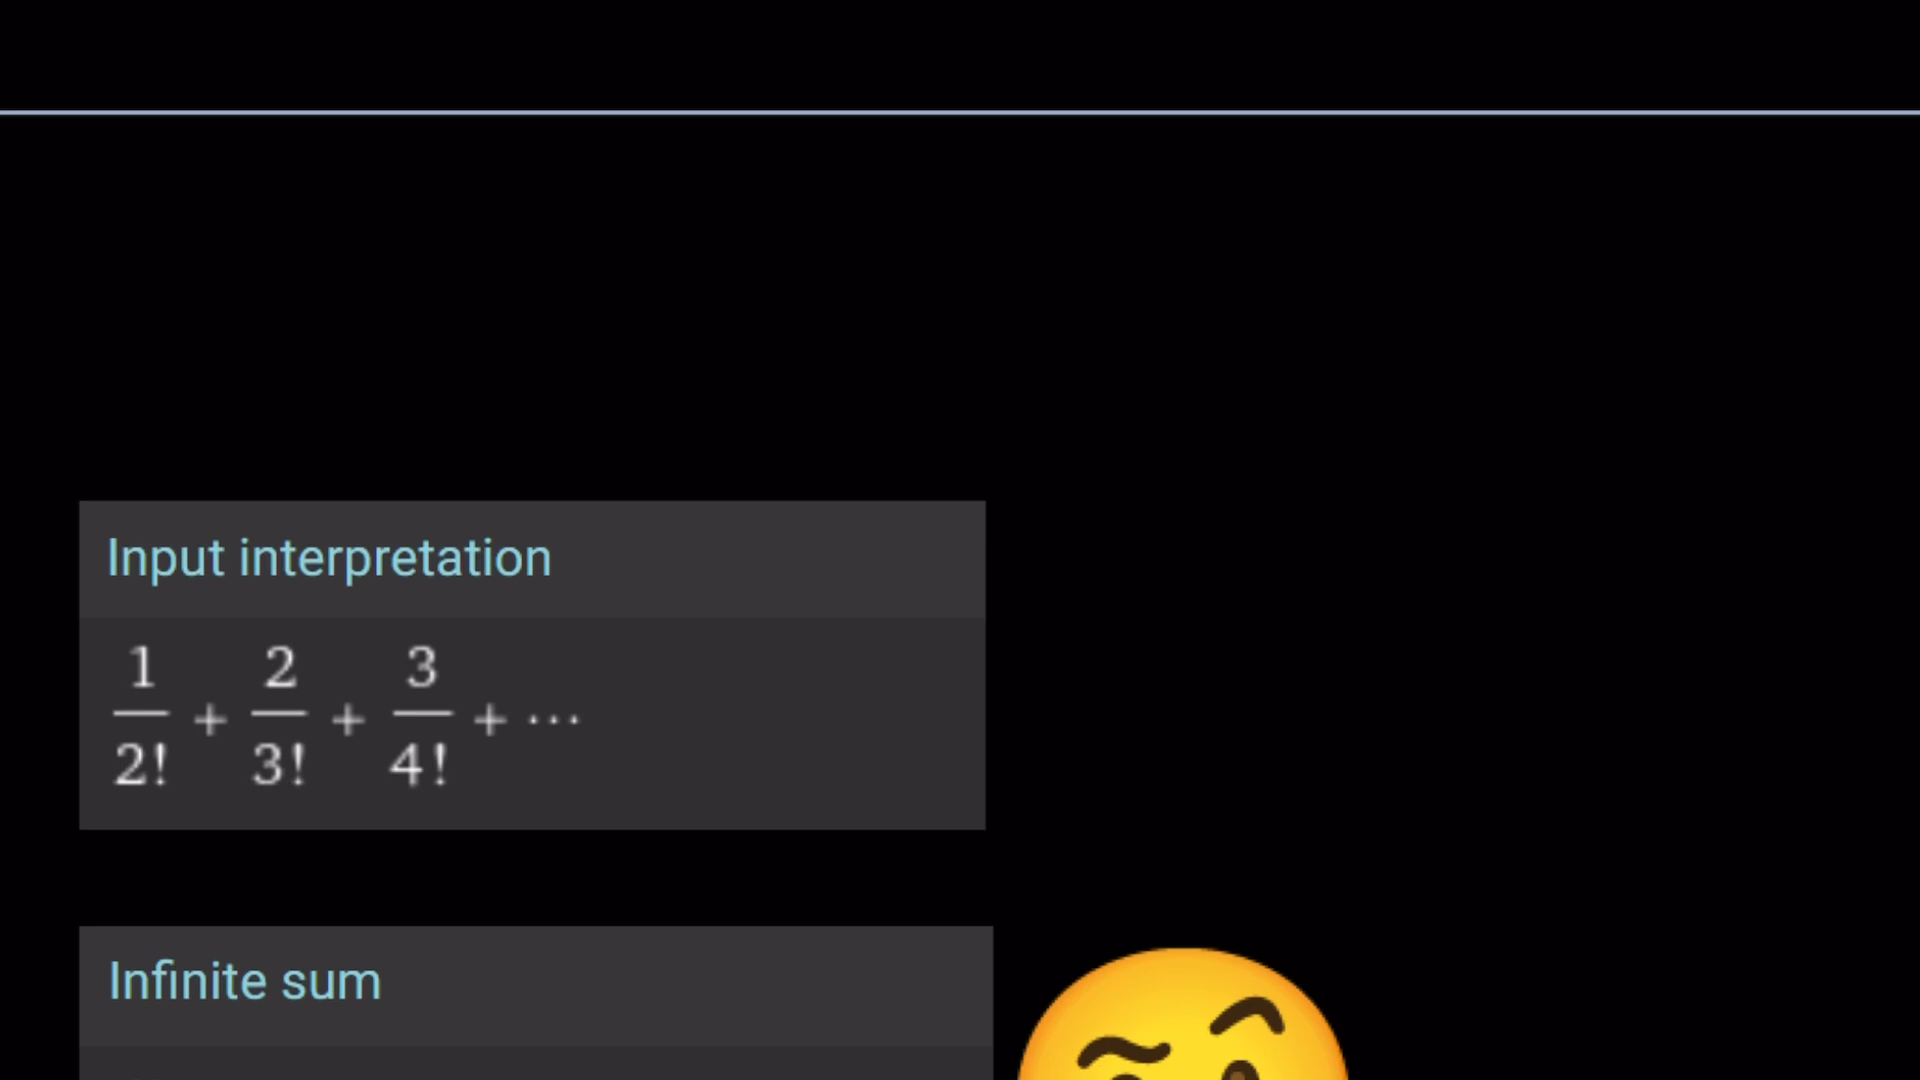 Input interpretation
1/2! + 2/3! + 3/4! + ⋯
Infinite sum